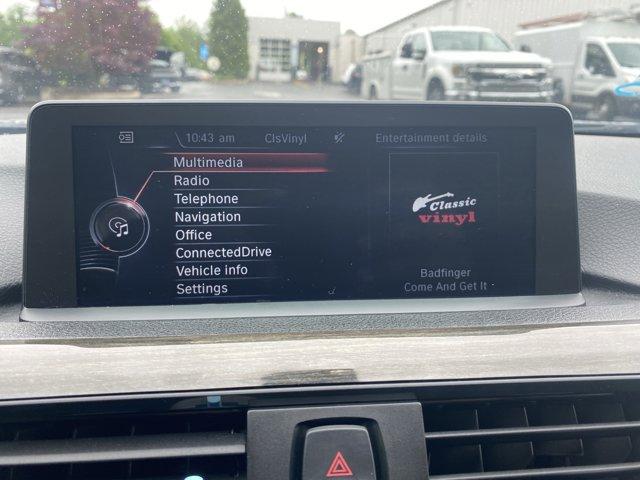 10:43 am ClsVinyl Entertainment details
Multimedia
Radio
Telephone
Navigation
Office
ConnectedDrive
Vehicle info
Settings
Classic
vinyl
Badfinger
Come And Get It